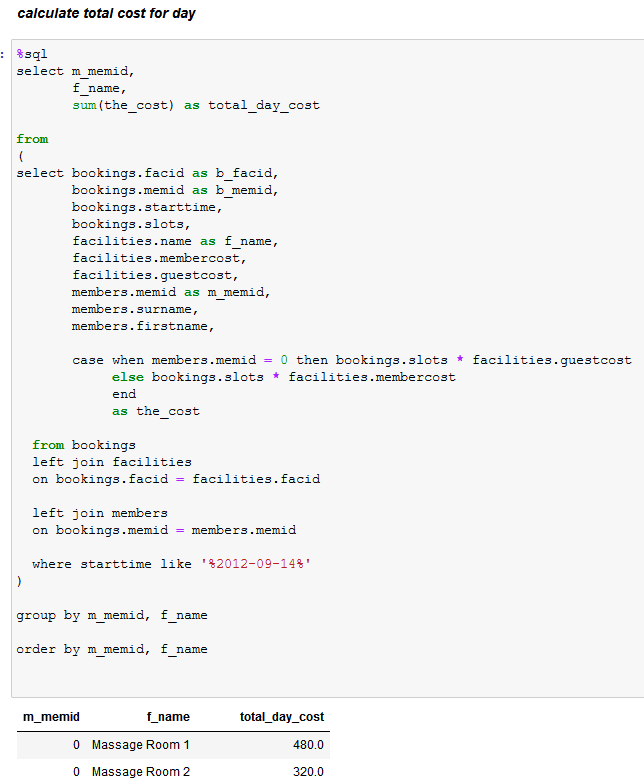 calculate total cost for day
:
%sql
select m_memid,
f_name,
sum(the_cost) as total_day_cost
from
(
select bookings.facid as b_facid,
bookings.memid as b_memid,
bookings.starttime,
bookings.slots,
facilities.name as f_name,
facilities.membercost,
facilities.guestcost,
members.memid as m_memid,
members.surname,
members.firstname,
case when members.memid = 0 then bookings.slots * facilities.guestcost
else bookings.slots * facilities.membercost
end
as the_cost
from bookings
left join facilities
on bookings.facid = facilities.facid
left join members
on bookings.memid = members.memid
where starttime like '%2012-09-14%'
)
group by m_memid, f_name
order by m_memid, f_name
m_memid f_name total_day_cost
0 Massage Room 1 480.0
0 Massage Room 2 320.0